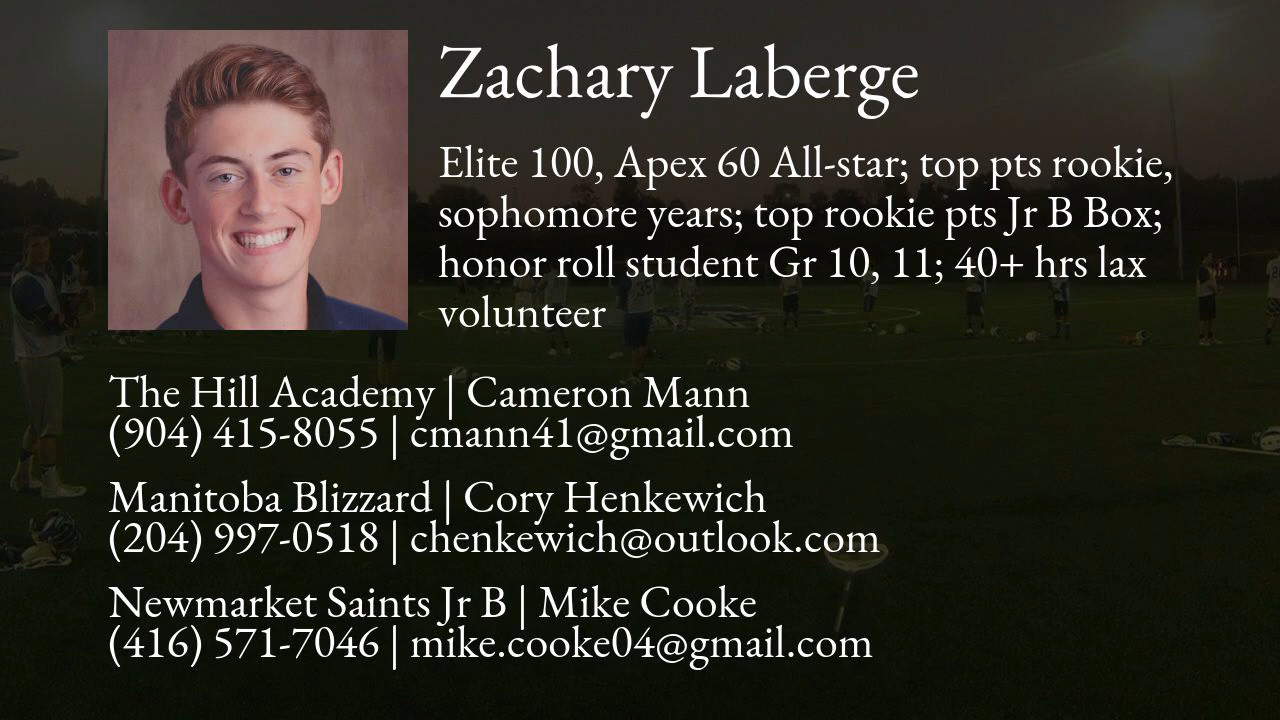 Zachary Laberge
Elite 100, Apex 60 All-star; top pts rookie,
sophomore years; top rookie pts Jr B Box;
honor roll student Gr 10, 11; 40+ hrs lax
volunteer
The Hill Academy | Cameron Mann
(904) 415-8055 | cmann41@gmail.com
Manitoba Blizzard | Cory Henkewich
(204) 997-0518 | chenkewich@outlook.com
Newmarket Saints Jr B | Mike Cooke
(416) 571-7046 | mike.cooke04@gmail.com